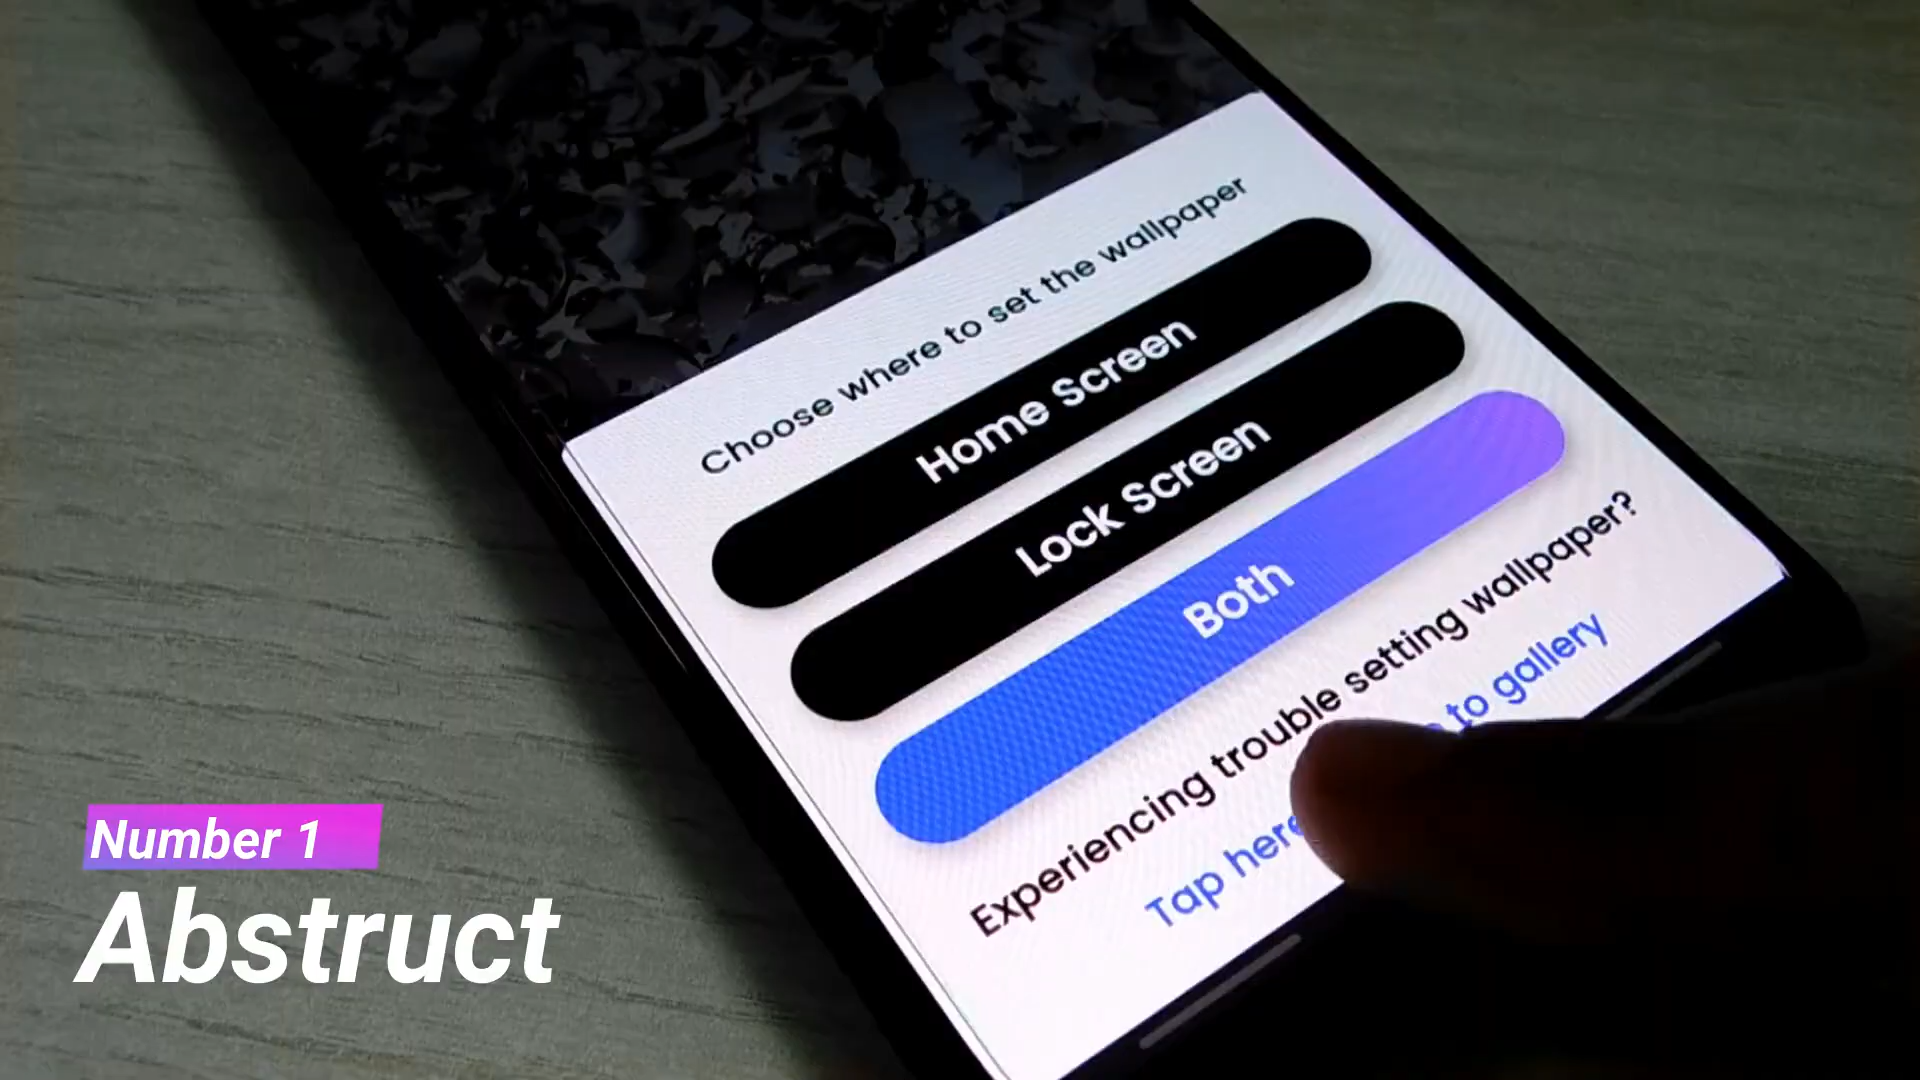 Choose where to set the wallpaper
Home Screen
Lock Screen
Both
Experiencing trouble setting wallpaper?
Tap here to gallery
Number 1
Abstruct